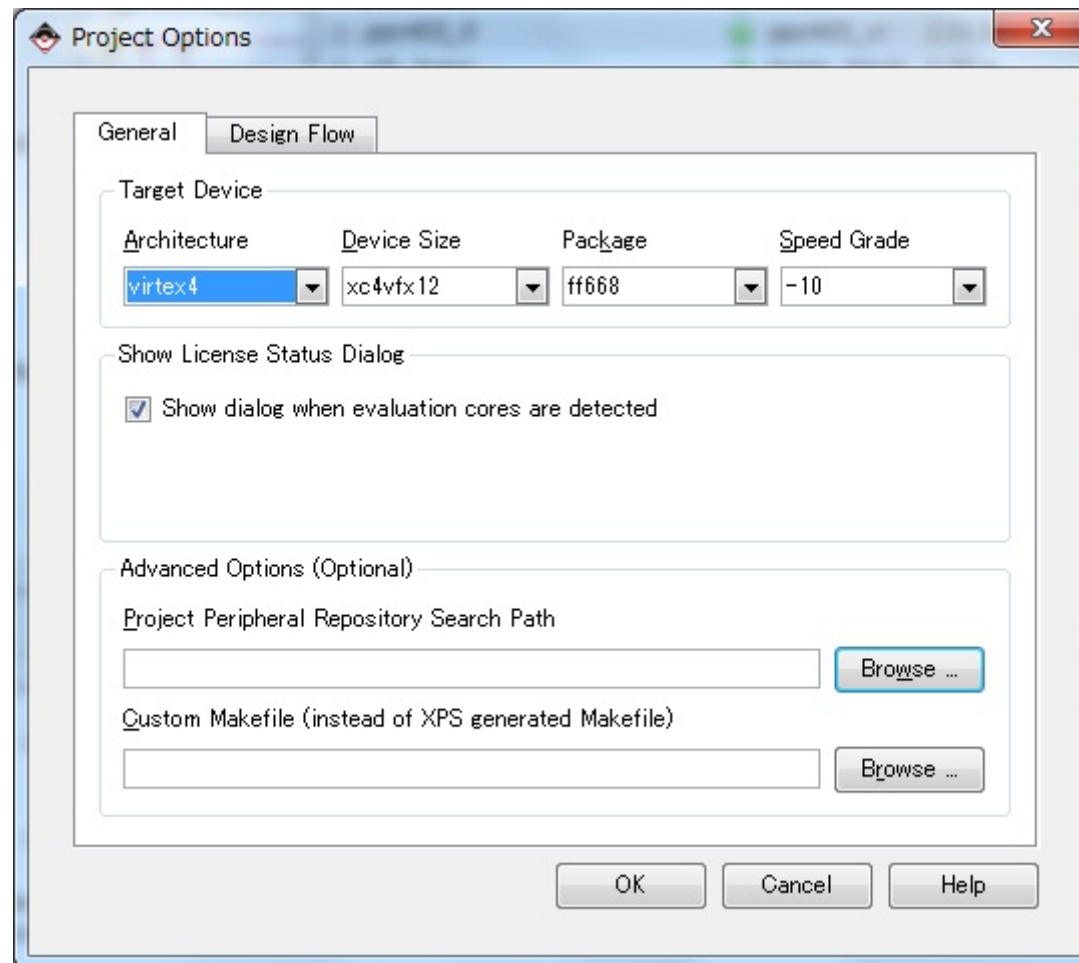 Project Options
General Design Flow
Target Device
Architecture Device Size Package Speed Grade
virtex4 xc4vfx12 ff668 -10
Show License Status Dialog
Show dialog when evaluation cores are detected
Advanced Options (Optional)
Project Peripheral Repository Search Path
Browse ...
Custom Makefile (instead of XPS generated Makefile)
Browse ...
OK Cancel Help